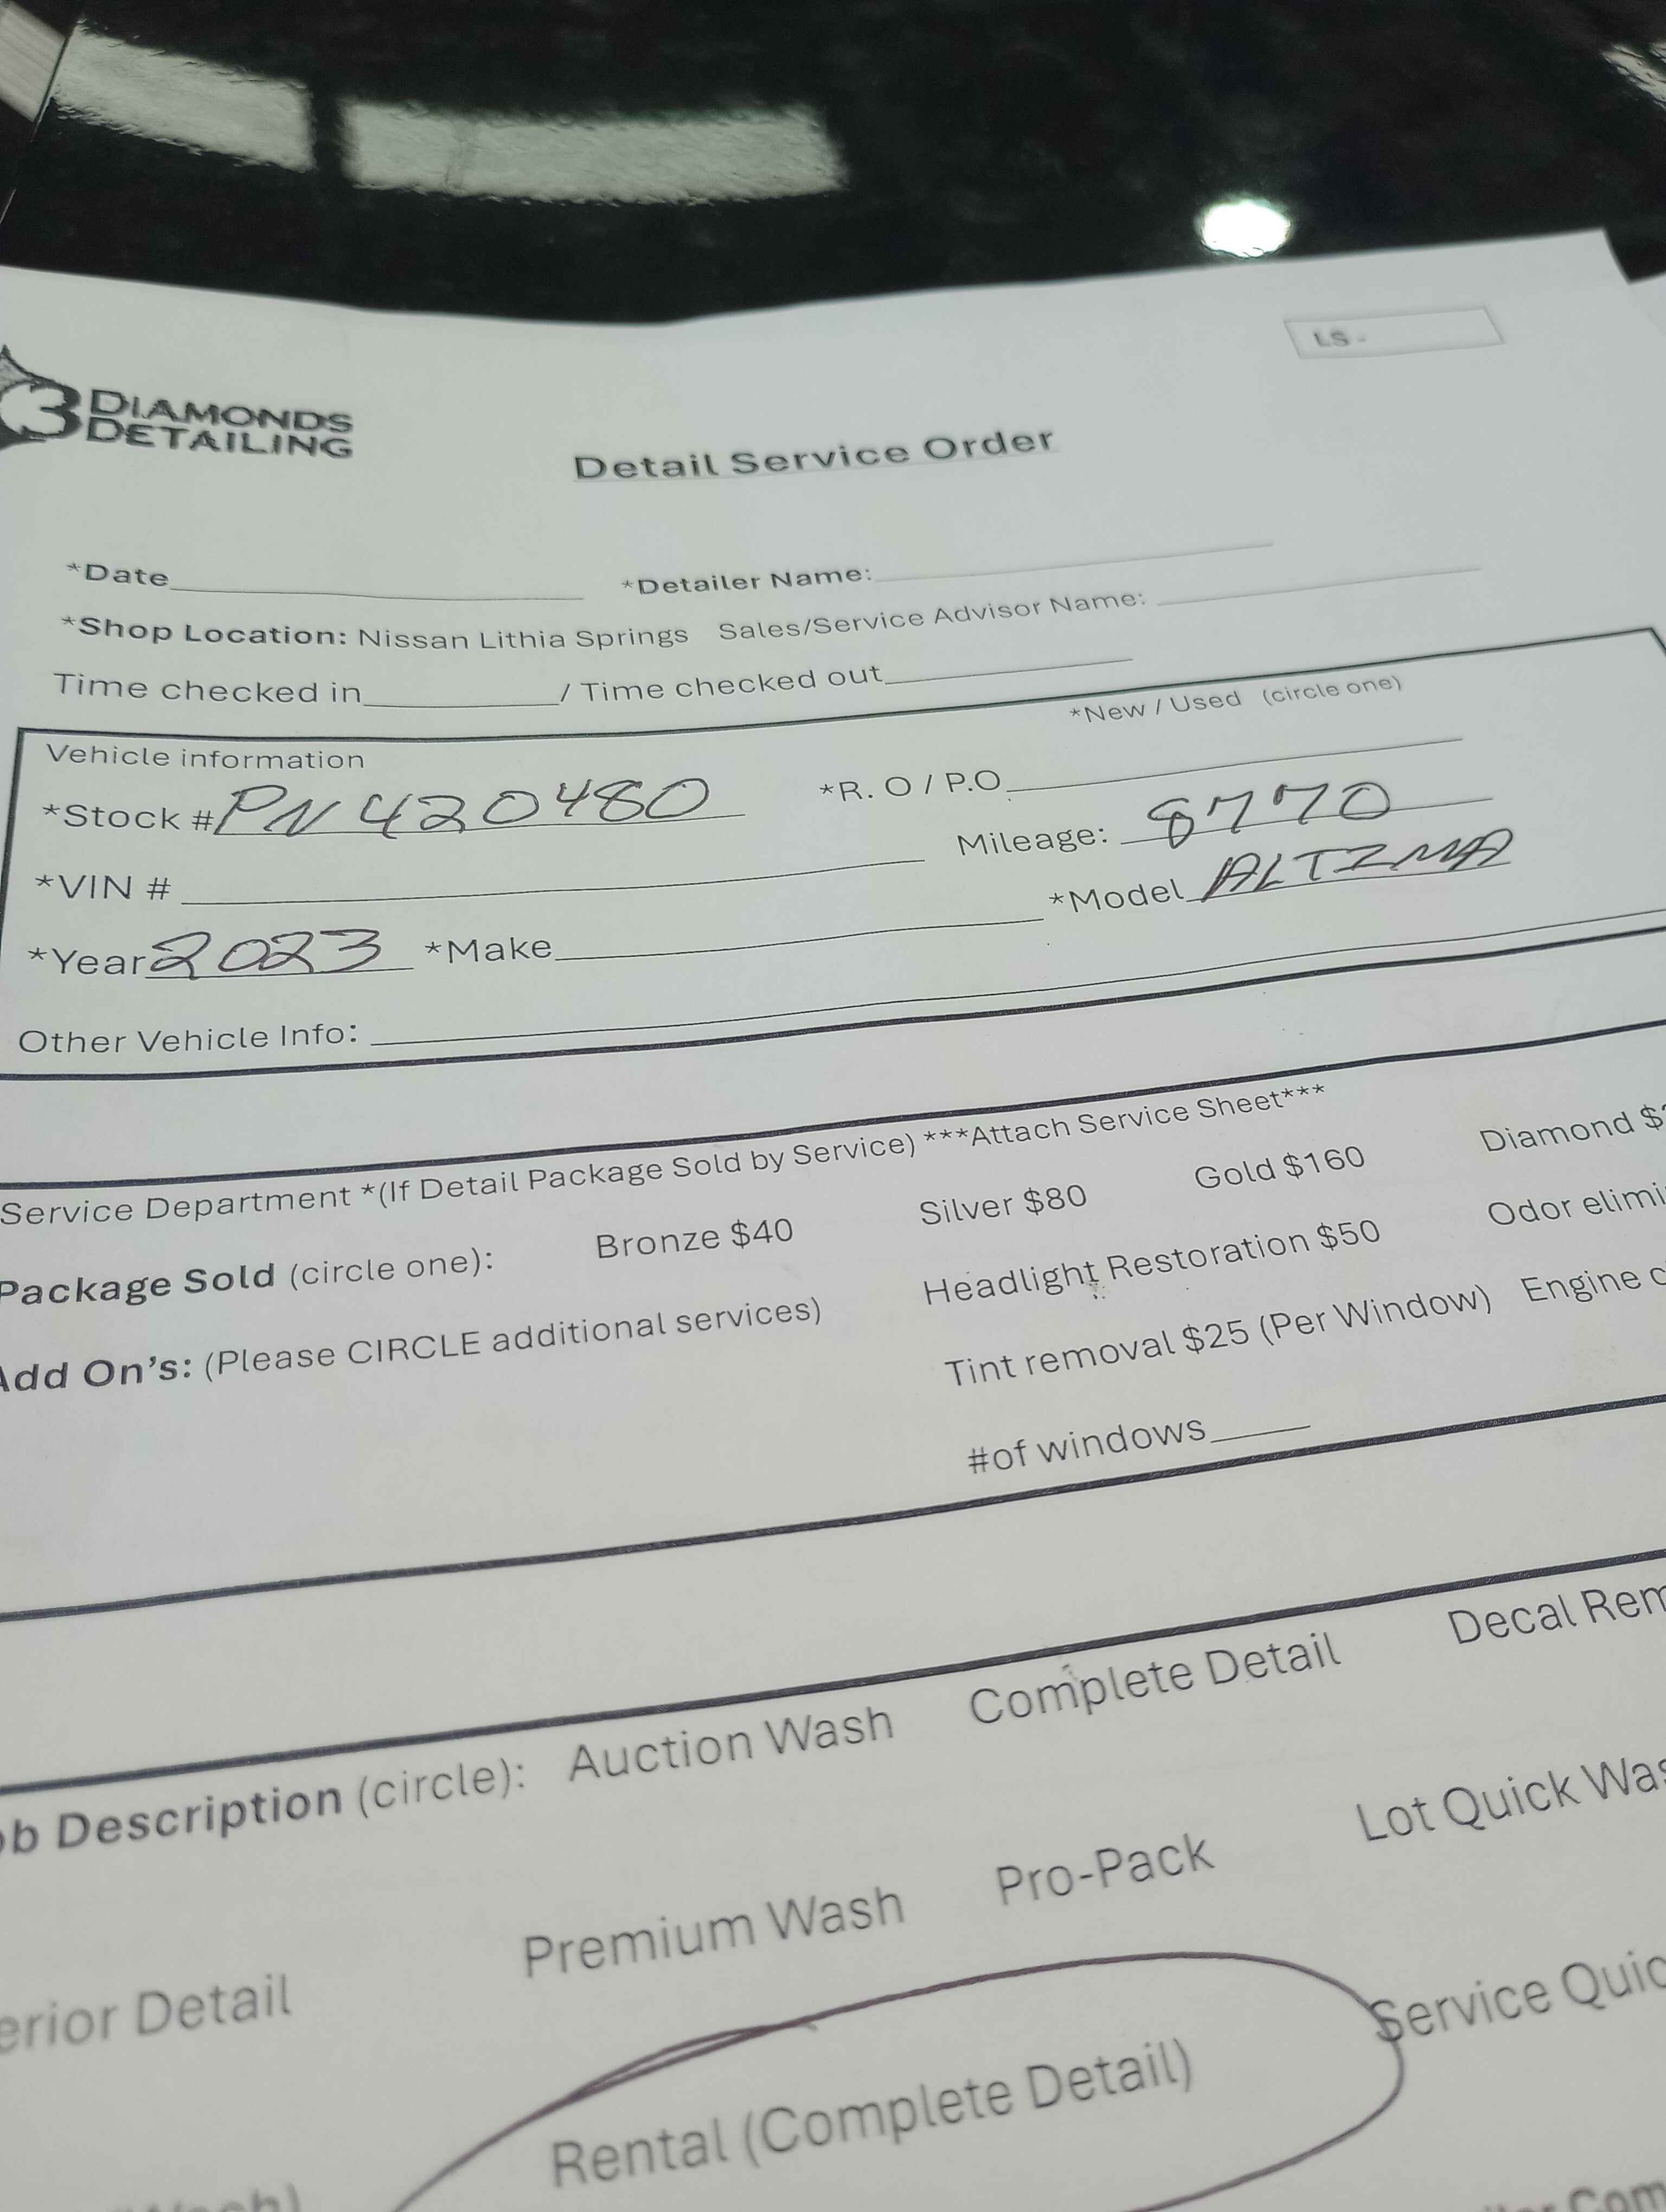 LS -
3 DIAMONDS
DETAILING
Detail Service Order
*Date *Detailer Name:
*Shop Location: Nissan Lithia Springs Sales/Service Advisor Name:
Time checked in / Time checked out
*New / Used (circle one)
Vehicle information
*Stock # PN420480 *R. O / P.O
*VIN # Mileage: 8770
*Year 2023 *Make *Model ALTIMA
Other Vehicle Info:
Service Department *(If Detail Package Sold by Service) ***Attach Service Sheet***
Package Sold (circle one): Bronze $40 Silver $80 Gold $160 Diamond $
Add On's: (Please CIRCLE additional services) Headlight Restoration $50 Odor elimi
Tint removal $25 (Per Window) Engine c
#of windows
ob Description (circle): Auction Wash Complete Detail Decal Rem
erior Detail Premium Wash Pro-Pack Lot Quick Was
Wash) Rental (Complete Detail) Service Quic
Com